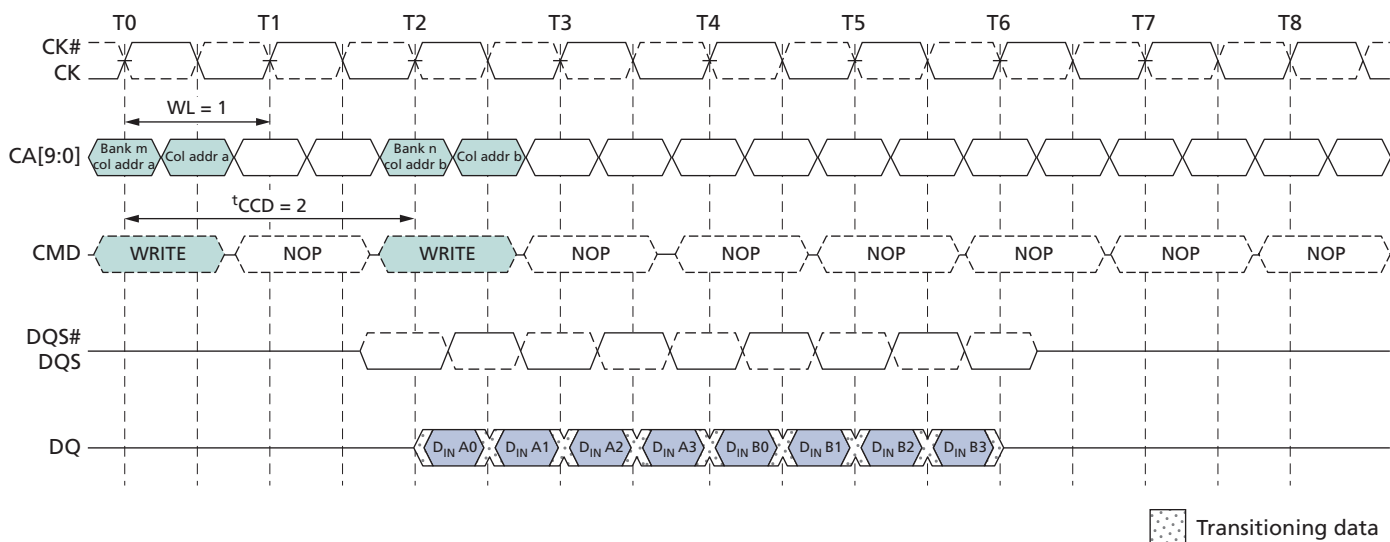 T0 T1 T2 T3 T4 T5 T6 T7 T8
CK#
CK
WL = 1
CA[9:0]
Bank m
col addr a
Col addr a
Bank n
col addr b
Col addr b
tCCD = 2
CMD WRITE NOP WRITE NOP NOP NOP NOP NOP NOP
DQS#
DQS
DQ DIN A0 DIN A1 DIN A2 DIN A3 DIN B0 DIN B1 DIN B2 DIN B3
Transitioning data